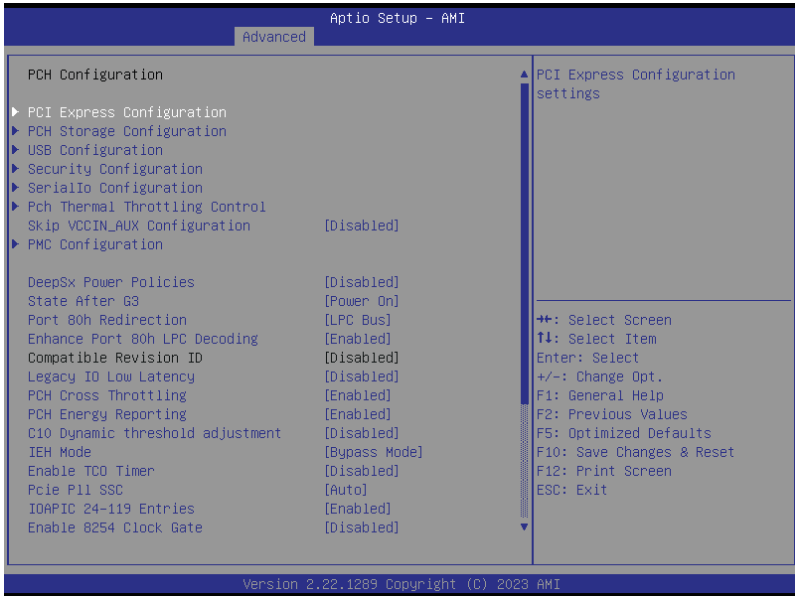 Aptio Setup – AMI
Advanced
PCH Configuration
PCI Express Configuration
PCH Storage Configuration
USB Configuration
Security Configuration
SerialIo Configuration
Pch Thermal Throttling Control
Skip VCCIN_AUX Configuration [Disabled]
PMC Configuration
DeepSx Power Policies [Disabled]
State After G3 [Power On]
Port 80h Redirection [LPC Bus]
Enhance Port 80h LPC Decoding [Enabled]
Compatible Revision ID [Disabled]
Legacy IO Low Latency [Disabled]
PCH Cross Throttling [Enabled]
PCH Energy Reporting [Enabled]
C10 Dynamic threshold adjustment [Disabled]
IEH Mode [Bypass Mode]
Enable TCO Timer [Disabled]
Pcie Pll SSC [Auto]
IOAPIC 24-119 Entries [Enabled]
Enable 8254 Clock Gate [Disabled]
PCI Express Configuration
settings
→←: Select Screen
↑↓: Select Item
Enter: Select
+/-: Change Opt.
F1: General Help
F2: Previous Values
F5: Optimized Defaults
F10: Save Changes & Reset
F12: Print Screen
ESC: Exit
Version 2.22.1289 Copyright (C) 2023 AMI